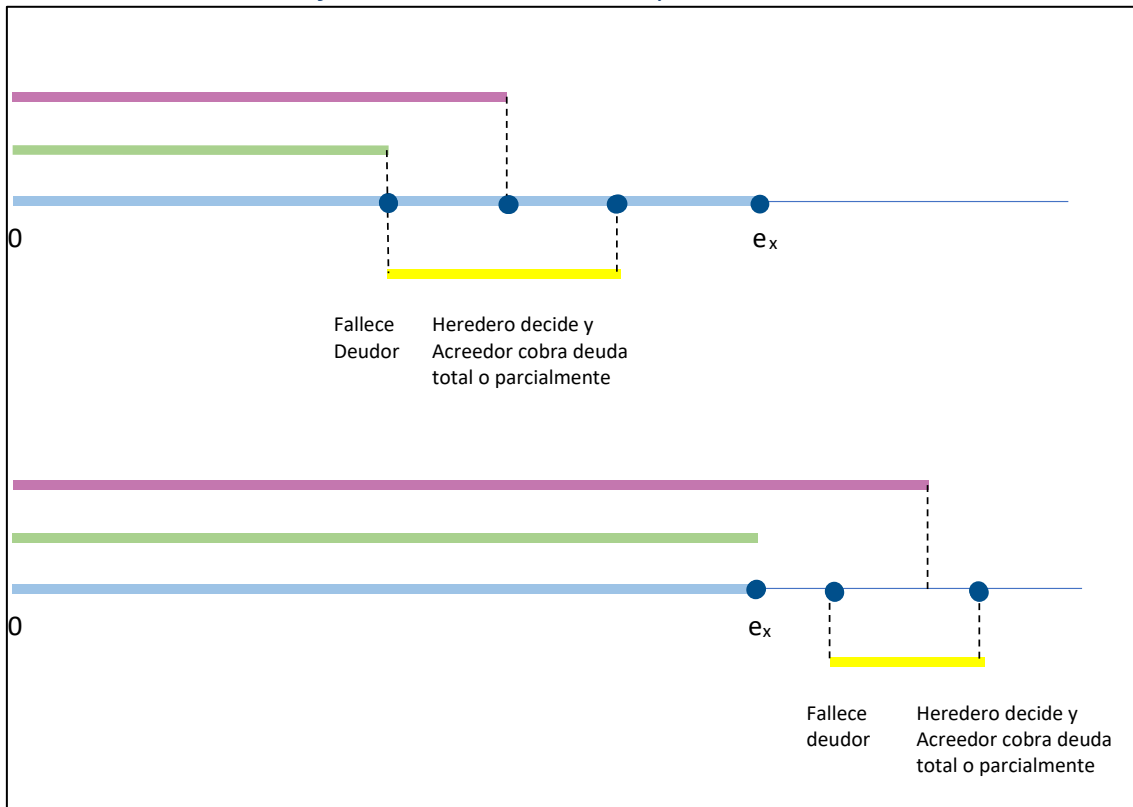 0
eₓ
Fallece
Deudor
Heredero decide y
Acreedor cobra deuda
total o parcialmente
0
eₓ
Fallece
deudor
Heredero decide y
Acreedor cobra deuda
total o parcialmente